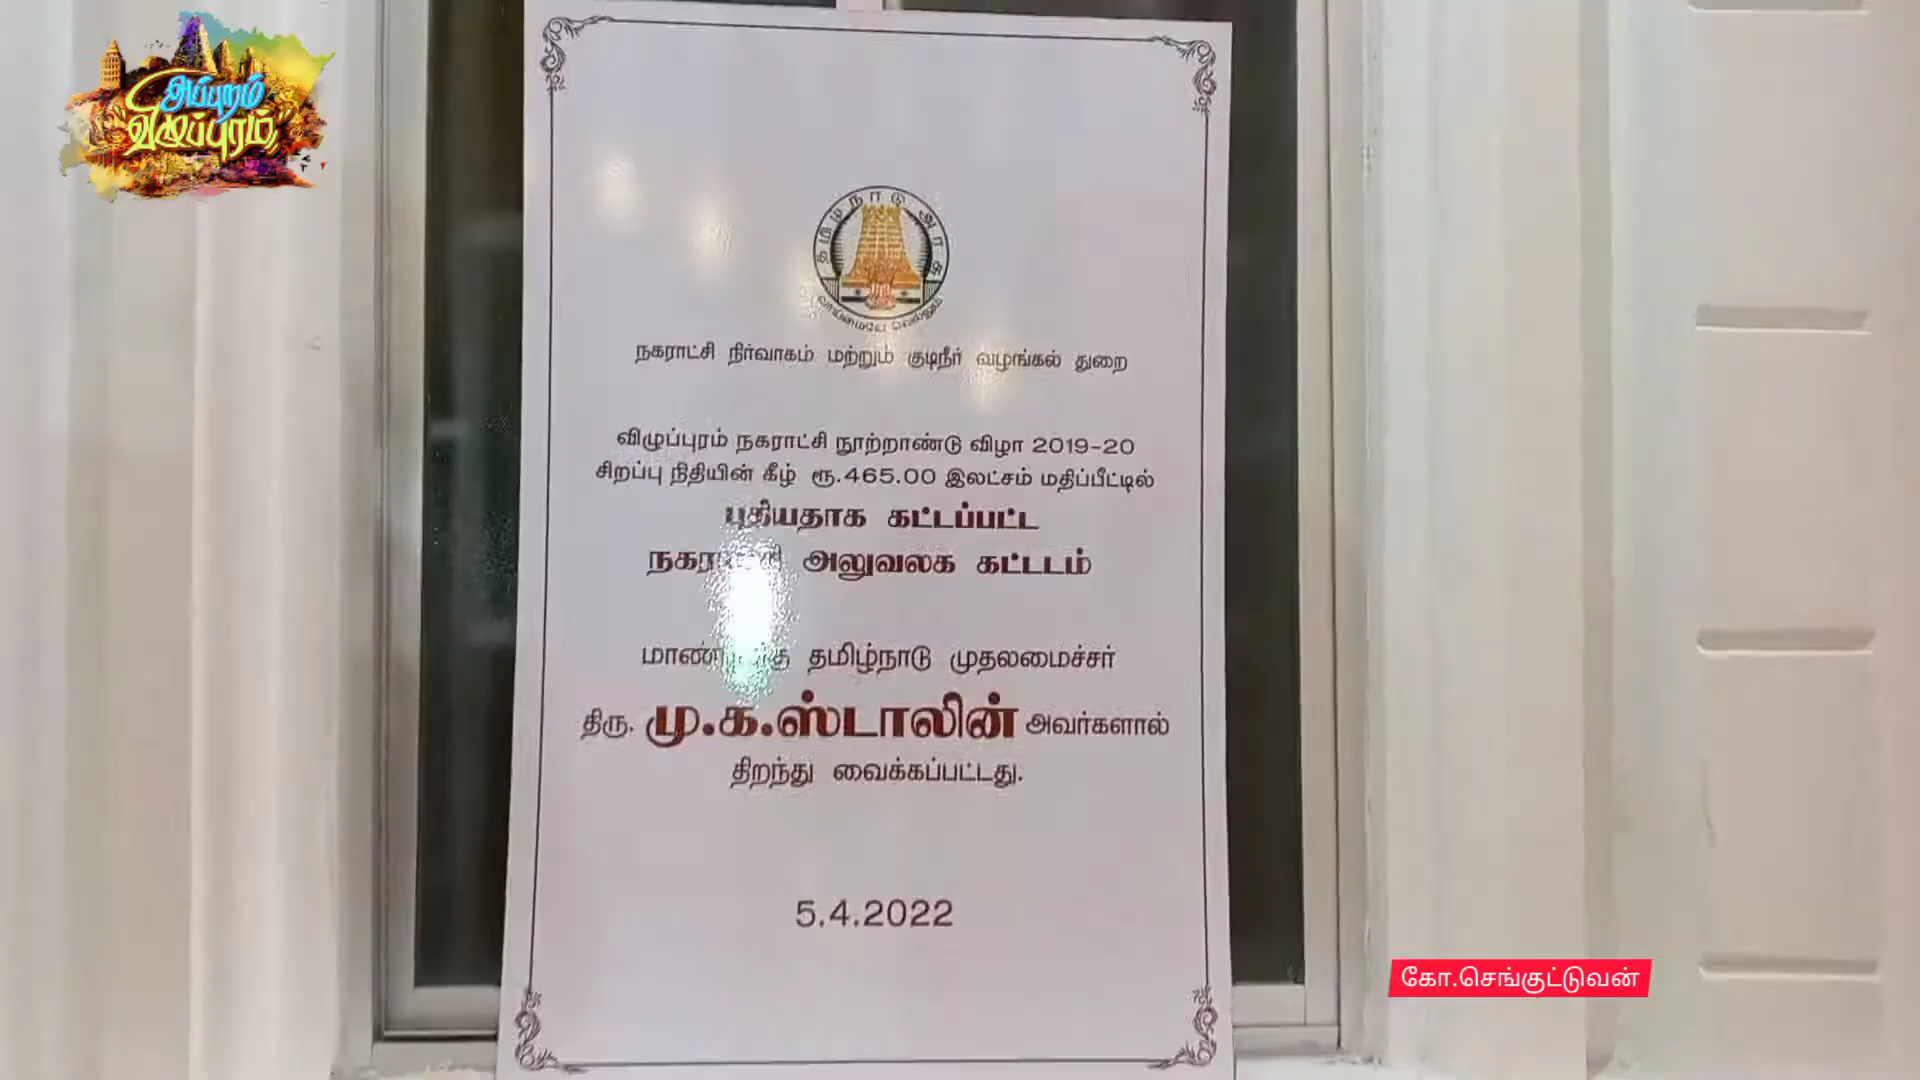 அப்புறம்
விழுப்புரம்
தமிழ்நாடு அரசு
வாய்மையே வெல்லும்
நகராட்சி நிர்வாகம் மற்றும் குடிநீர் வழங்கல் துறை
விழுப்புரம் நகராட்சி நூற்றாண்டு விழா 2019-20
சிறப்பு நிதியின் கீழ் ரூ.465.00 இலட்சம் மதிப்பீட்டில்
புதியதாக கட்டப்பட்ட
அலுவலக கட்டடம்
தமிழ்நாடு முதலமைச்சர்
திரு. மு.க.ஸ்டாலின் அவர்களால்
திறந்து வைக்கப்பட்டது.
5.4.2022
கோ.செங்குட்டுவன்